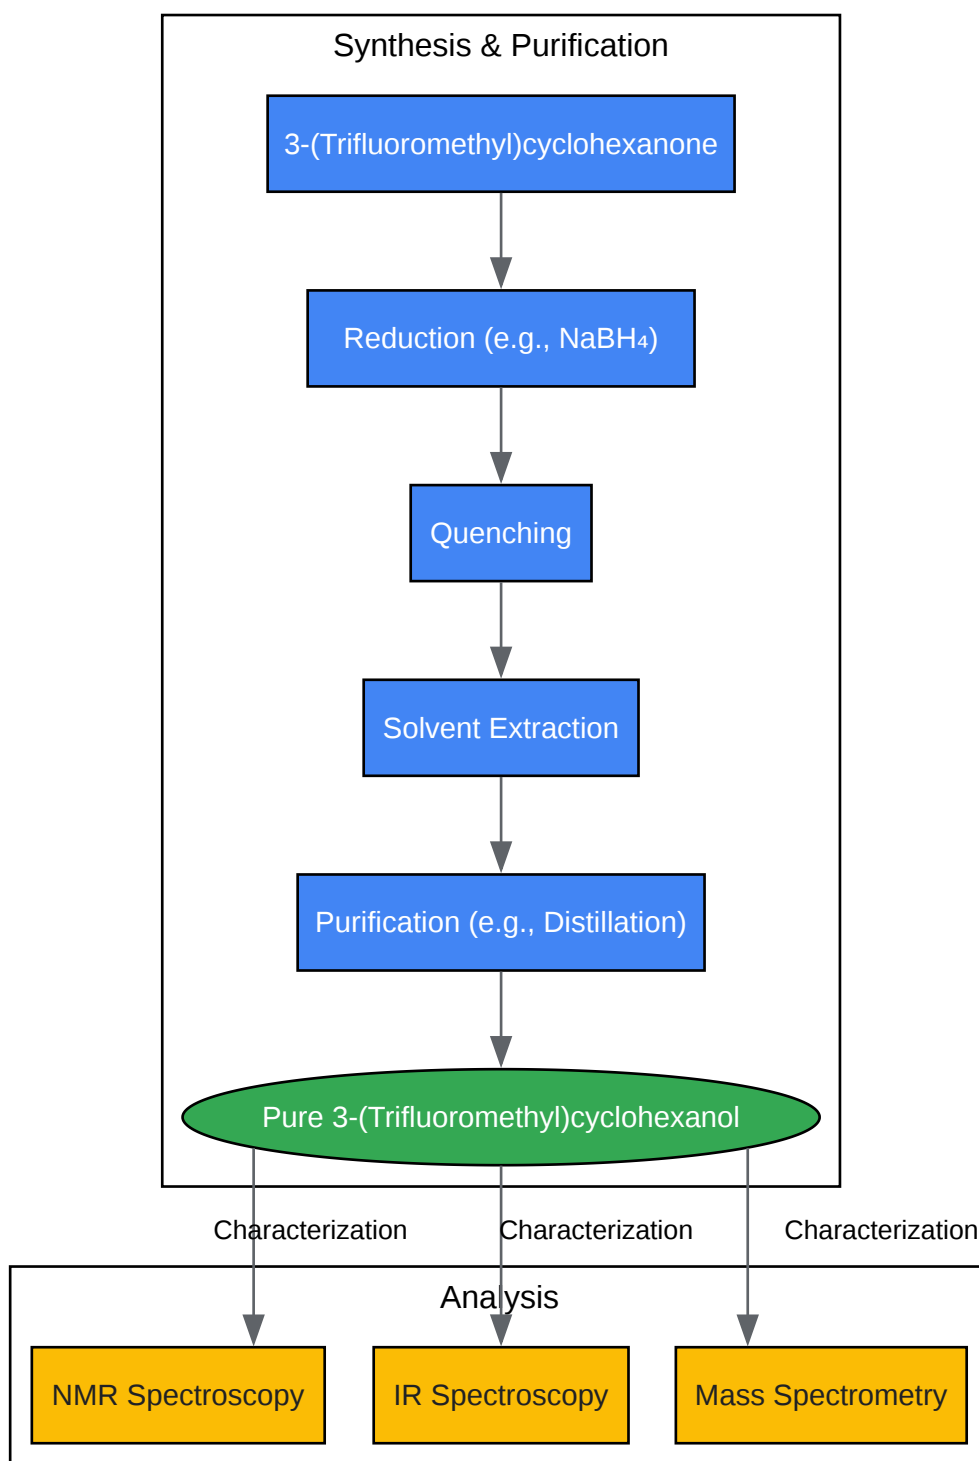 Synthesis & Purification
3-(Trifluoromethyl)cyclohexanone
Reduction (e.g., NaBH₄)
Quenching
Solvent Extraction
Purification (e.g., Distillation)
Pure 3-(Trifluoromethyl)cyclohexanol
Characterization
Characterization
Characterization
Analysis
NMR Spectroscopy
IR Spectroscopy
Mass Spectrometry